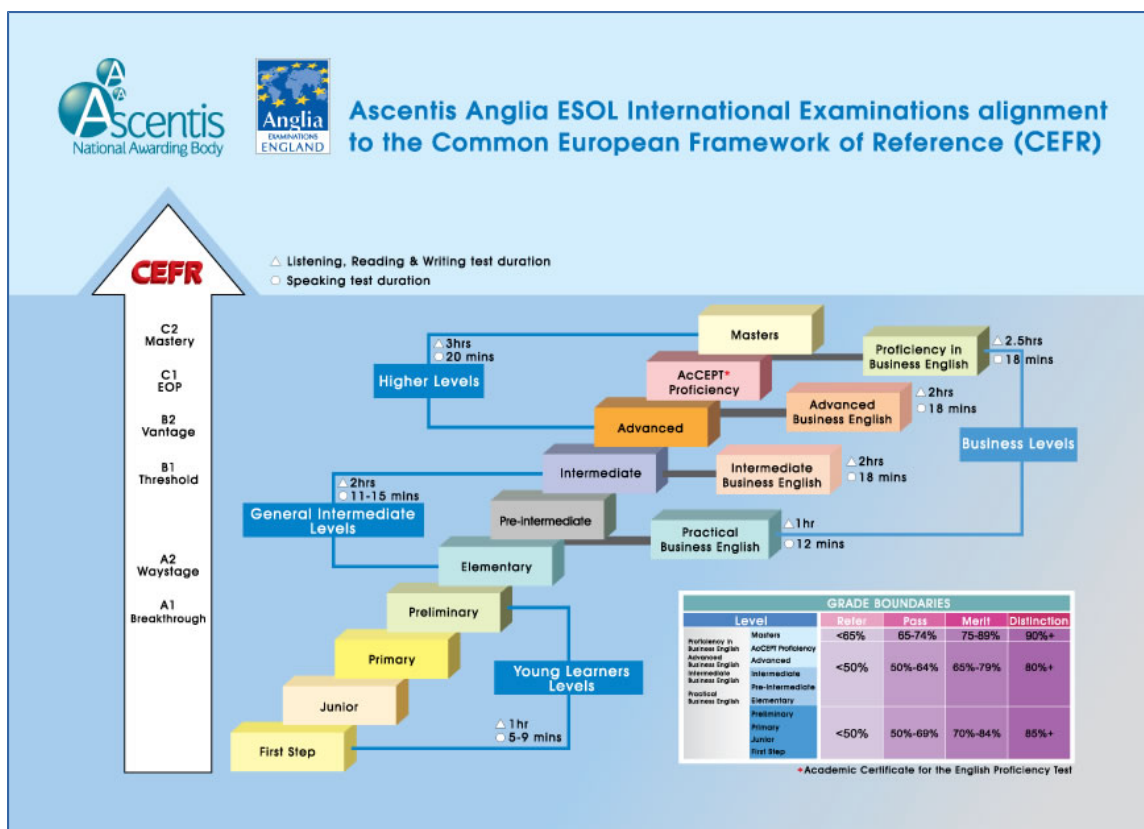 Ascentis
National Awarding Body
Anglia
EXAMINATIONS
ENGLAND
Ascentis Anglia ESOL International Examinations alignment
to the Common European Framework of Reference (CEFR)
CEFR
△ Listening, Reading & Writing test duration
○ Speaking test duration
C2
Mastery
C1
EOP
B2
Vantage
B1
Threshold
A2
Waystage
A1
Breakthrough
Masters
AcCEPT*
Proficiency
Advanced
Intermediate
Pre-intermediate
Elementary
Preliminary
Primary
Junior
First Step
Proficiency in
Business English
Advanced
Business English
Intermediate
Business English
Practical
Business English
△ 3hrs
○ 20 mins
Higher Levels
△ 2hrs
○ 11-15 mins
General Intermediate
Levels
Young Learners
Levels
△ 1hr
○ 5-9 mins
△ 2.5hrs
○ 18 mins
△ 2hrs
○ 18 mins
△ 2hrs
○ 18 mins
△ 1hr
○ 12 mins
Business Levels
GRADE BOUNDARIES
Level Refer Pass Merit Distinction
Proficiency in
Business English
Advanced
Business English
Intermediate
Business English
Practical
Business English
Masters
AcCEPT Proficiency
Advanced
Intermediate
Pre-Intermediate
Elementary
Preliminary
Primary
Junior
First Step
<65% 65-74% 75-89% 90%+
<50% 50%-64% 65%-79% 80%+
<50% 50%-69% 70%-84% 85%+
*Academic Certificate for the English Proficiency Test